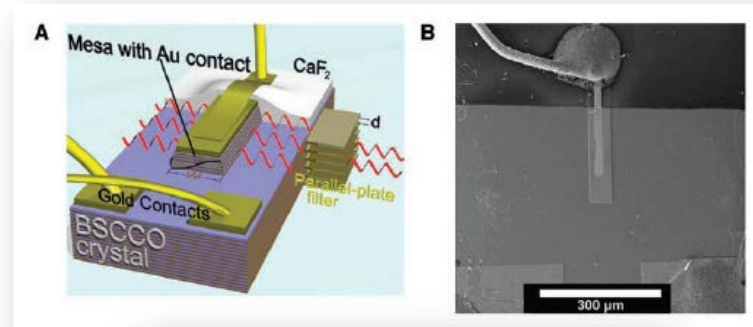 A
Mesa with Au contact
CaF2
d
w
Parallel-plate
filter
Gold Contacts
BSCCO
crystal
B
300 µm